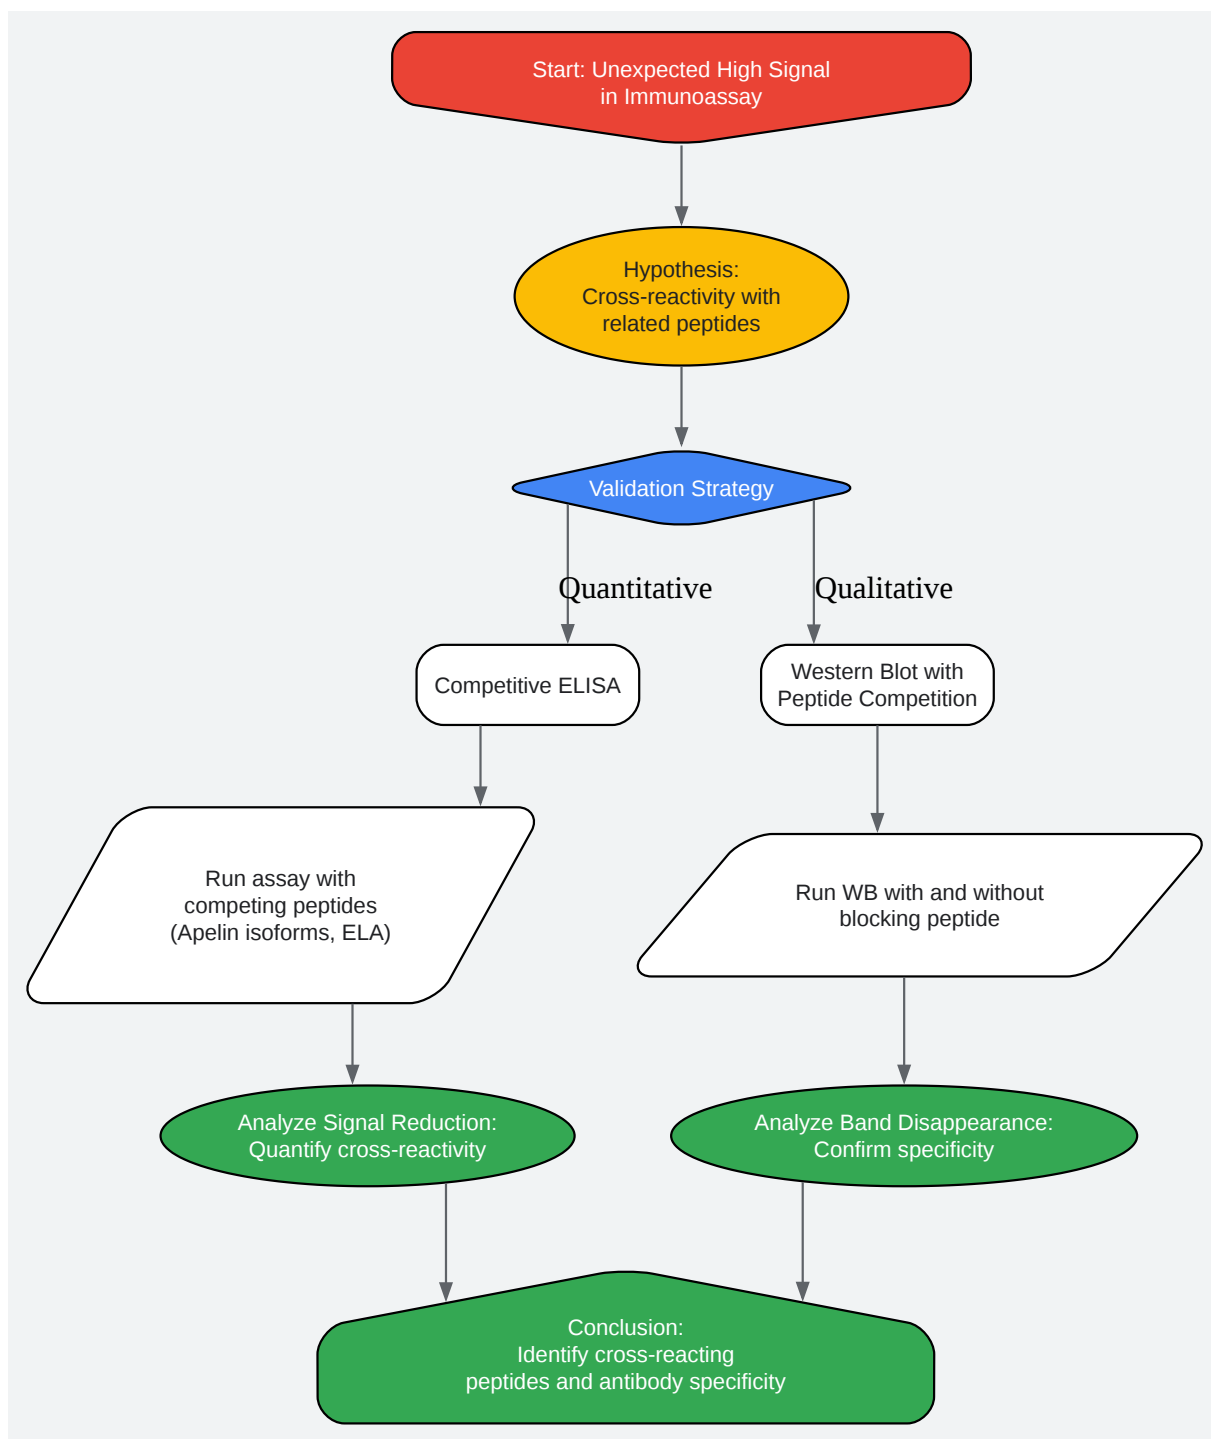 Start: Unexpected High Signal
in Immunoassay
Hypothesis:
Cross-reactivity with
related peptides
Validation Strategy
Quantitative
Qualitative
Competitive ELISA
Western Blot with
Peptide Competition
Run assay with
competing peptides
(Apelin isoforms, ELA)
Run WB with and without
blocking peptide
Analyze Signal Reduction:
Quantify cross-reactivity
Analyze Band Disappearance:
Confirm specificity
Conclusion:
Identify cross-reacting
peptides and antibody specificity